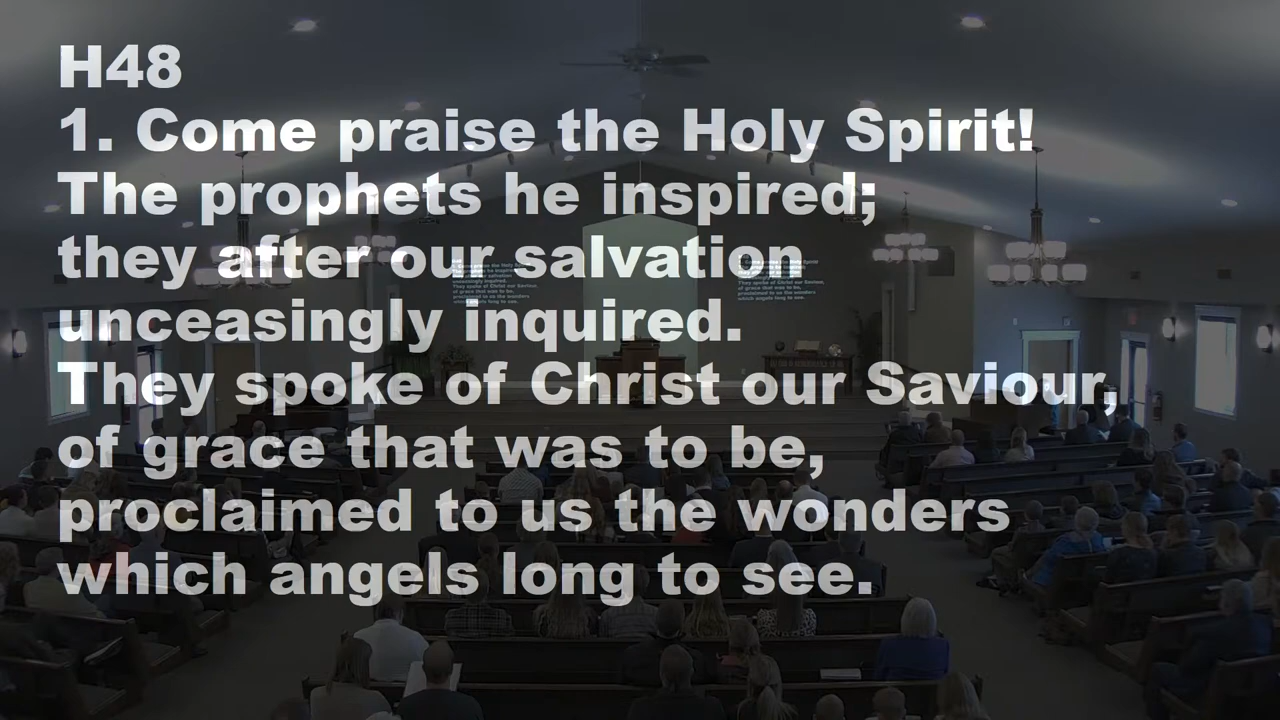 H48
1. Come praise the Holy Spirit!
The prophets he inspired;
they after our salvation
unceasingly inquired.
They spoke of Christ our Saviour,
of grace that was to be,
proclaimed to us the wonders
which angels long to see.